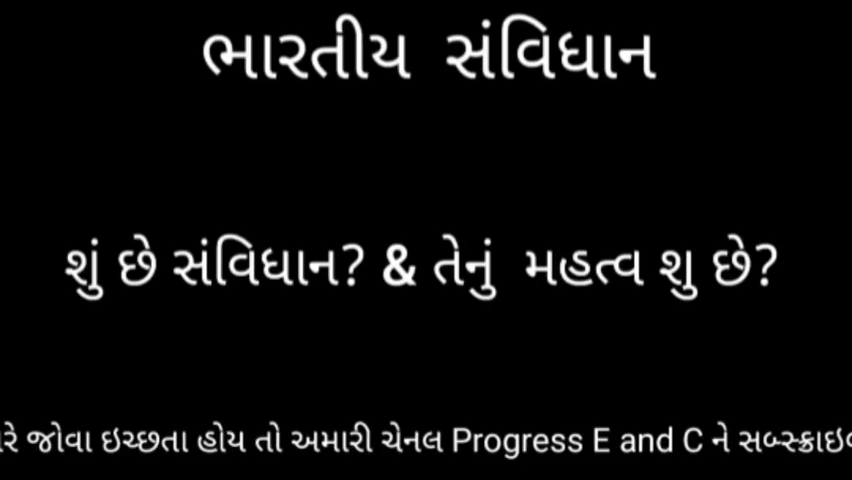 ભારતીય સંવિધાન
શું છે સંવિધાન? & તેનું મહત્વ શુ છે?
જોવા ઇચ્છતા હોય તો અમારી ચેનલ Progress E and C ને